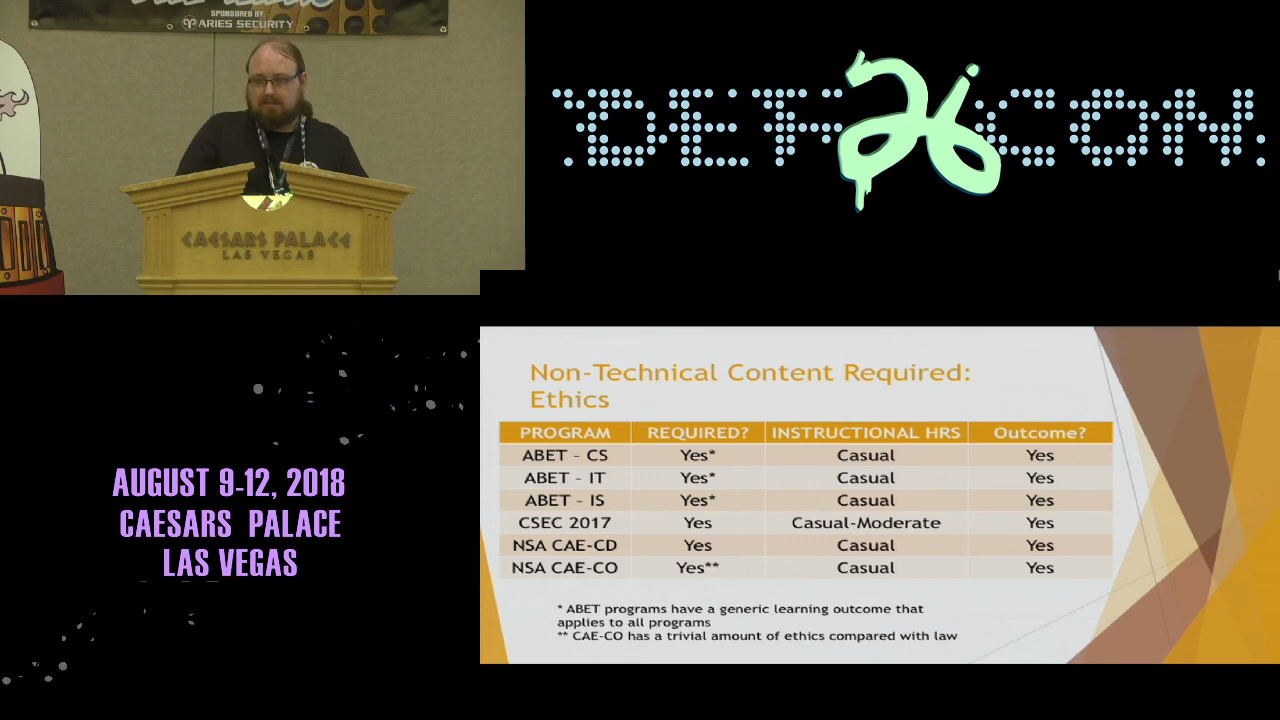 SPONSORED BY:
ARIES SECURITY
CAESARS PALACE
LAS VEGAS
DEF CON
26
AUGUST 9-12, 2018
CAESARS PALACE
LAS VEGAS
Non-Technical Content Required:
Ethics
PROGRAM REQUIRED? INSTRUCTIONAL HRS Outcome?
ABET - CS Yes* Casual Yes
ABET - IT Yes* Casual Yes
ABET - IS Yes* Casual Yes
CSEC 2017 Yes Casual-Moderate Yes
NSA CAE-CD Yes Casual Yes
NSA CAE-CO Yes** Casual Yes
* ABET programs have a generic learning outcome that
applies to all programs
** CAE-CO has a trivial amount of ethics compared with law